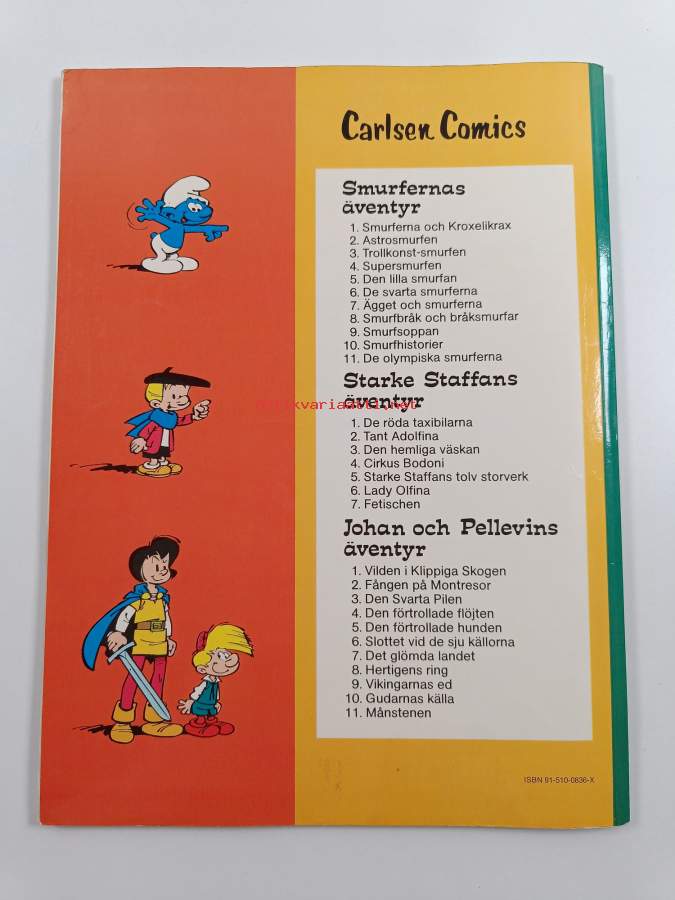 Carlsen Comics
Smurfernas
äventyr
1. Smurferna och Kroxelikrax
2. Astrosmurfen
3. Trollkonst-smurfen
4. Supersmurfen
5. Den lilla smurfan
6. De svarta smurferna
7. Ägget och smurferna
8. Smurfbråk och bråksmurfar
9. Smurfsoppan
10. Smurfhistorier
11. De olympiska smurferna
Starke Staffans
äventyr
1. De röda taxibilarna
2. Tant Adolfina
3. Den hemliga väskan
4. Cirkus Bodoni
5. Starke Staffans tolv storverk
6. Lady Olfina
7. Fetischen
Johan och Pellevins
äventyr
1. Vilden i Klippiga Skogen
2. Fången på Montresor
3. Den Svarta Pilen
4. Den förtrollade flöjten
5. Den förtrollade hunden
6. Slottet vid de sju källorna
7. Det glömda landet
8. Hertigens ring
9. Vikingarnas ed
10. Gudarnas källa
11. Månstenen
ISBN 91-510-0836-X